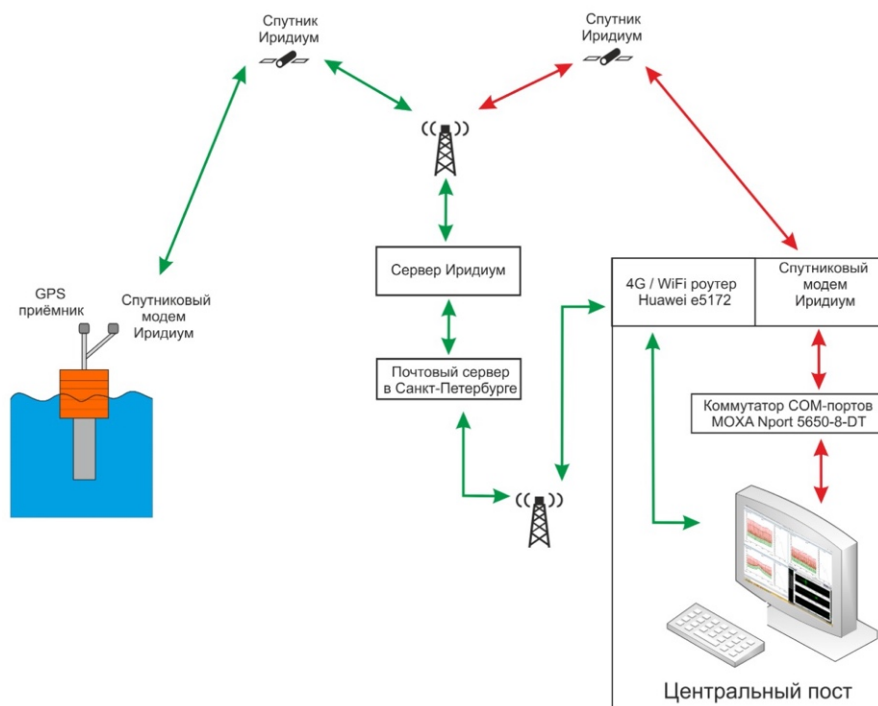 Спутник
Иридиум
Спутник
Иридиум
Сервер Иридиум
4G / WiFi роутер
Huawei e5172
Спутниковый
модем
Иридиум
GPS
приёмник
Спутниковый
модем
Иридиум
Почтовый сервер
в Санкт-Петербурге
Коммутатор COM-портов
MOXA Nport 5650-8-DT
Центральный пост